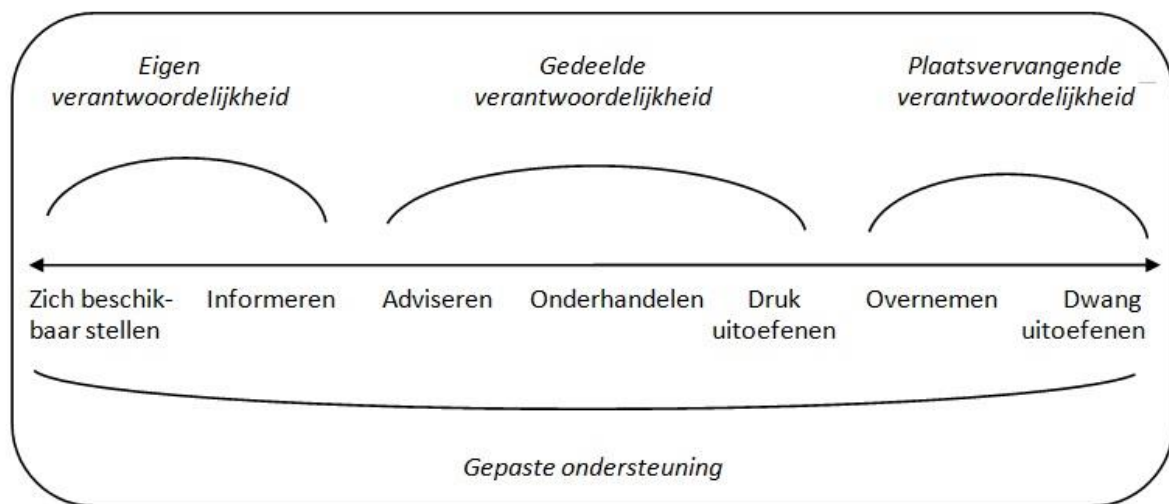 Eigen
verantwoordelijkheid
Gedeelde
verantwoordelijkheid
Plaatsvervangende
verantwoordelijkheid
Zich beschik-
baar stellen
Informeren
Adviseren
Onderhandelen
Druk
uitoefenen
Overnemen
Dwang
uitoefenen
Gepaste ondersteuning